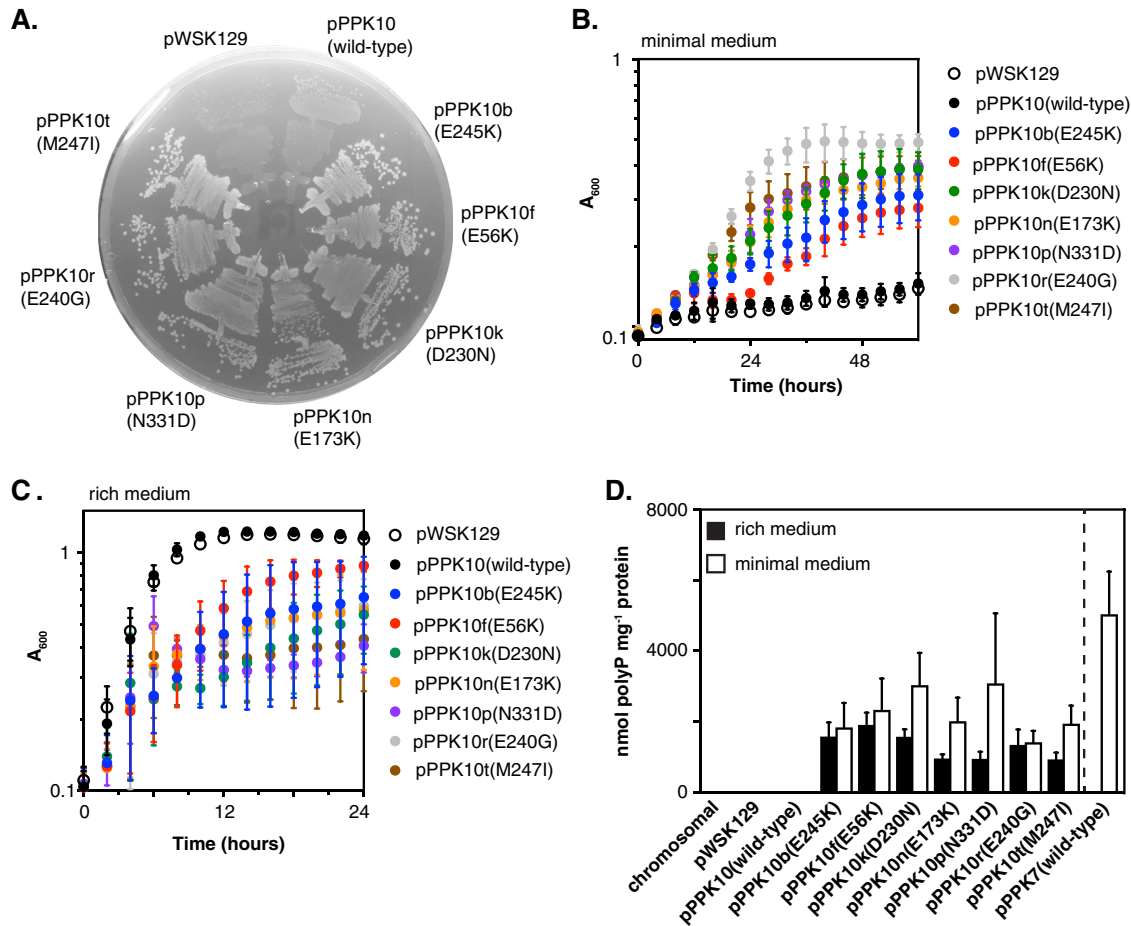 A.
pWSK129
pPPK10
(wild-type)
pPPK10t
(M247I)
pPPK10b
(E245K)
pPPK10f
(E56K)
pPPK10r
(E240G)
pPPK10k
(D230N)
pPPK10p
(N331D)
pPPK10n
(E173K)
B.
minimal medium
1
A600
0.1
0
24
48
Time (hours)
pWSK129
pPPK10(wild-type)
pPPK10b(E245K)
pPPK10f(E56K)
pPPK10k(D230N)
pPPK10n(E173K)
pPPK10p(N331D)
pPPK10r(E240G)
pPPK10t(M247I)
C.
rich medium
1
A600
0.1
0
12
24
Time (hours)
pWSK129
pPPK10(wild-type)
pPPK10b(E245K)
pPPK10f(E56K)
pPPK10k(D230N)
pPPK10n(E173K)
pPPK10p(N331D)
pPPK10r(E240G)
pPPK10t(M247I)
D.
8000
rich medium
minimal medium
nmol polyP mg-1 protein
4000
0
chromosomal
pWSK129
pPPK10(wild-type)
pPPK10b(E245K)
pPPK10f(E56K)
pPPK10k(D230N)
pPPK10n(E173K)
pPPK10p(N331D)
pPPK10r(E240G)
pPPK10t(M247I)
pPPK7(wild-type)